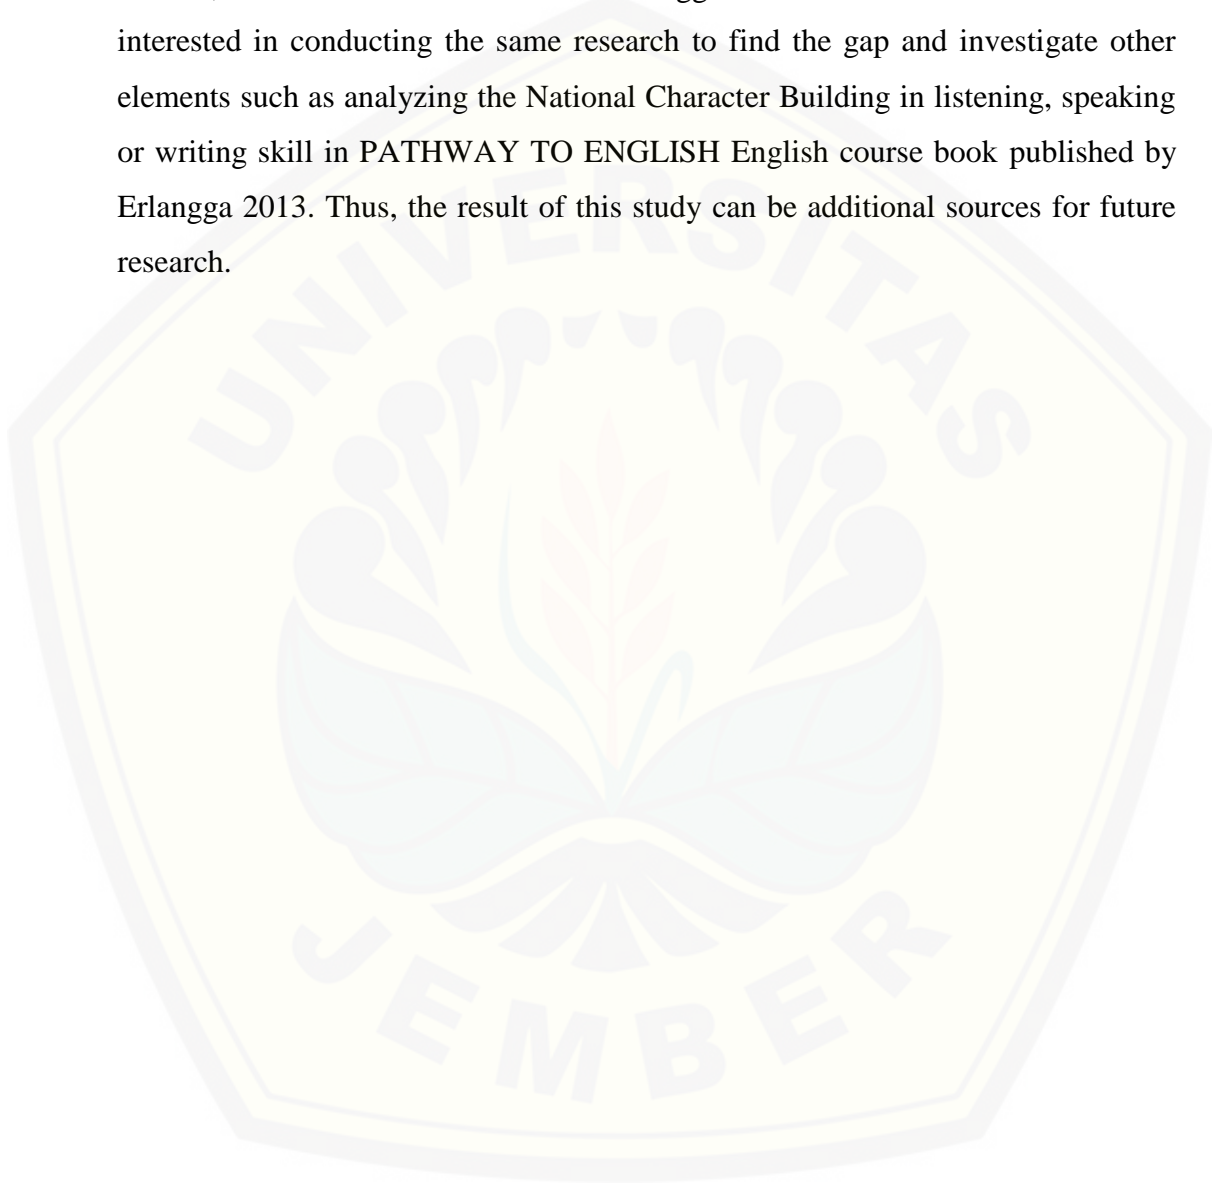 interested in conducting the same research to find the gap and investigate other
elements such as analyzing the National Character Building in listening, speaking
or writing skill in PATHWAY TO ENGLISH English course book published by
Erlangga 2013. Thus, the result of this study can be additional sources for future
research.
UNIVERSITAS
JEMBER